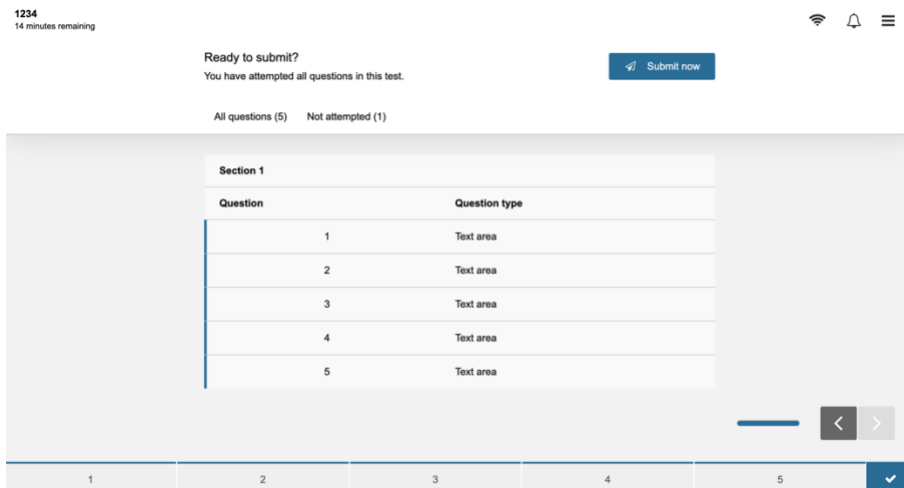 1234
14 minutes remaining
Ready to submit?
You have attempted all questions in this test.
Submit now
All questions (5) Not attempted (1)
Section 1
Question Question type
1 Text area
2 Text area
3 Text area
4 Text area
5 Text area
1 2 3 4 5